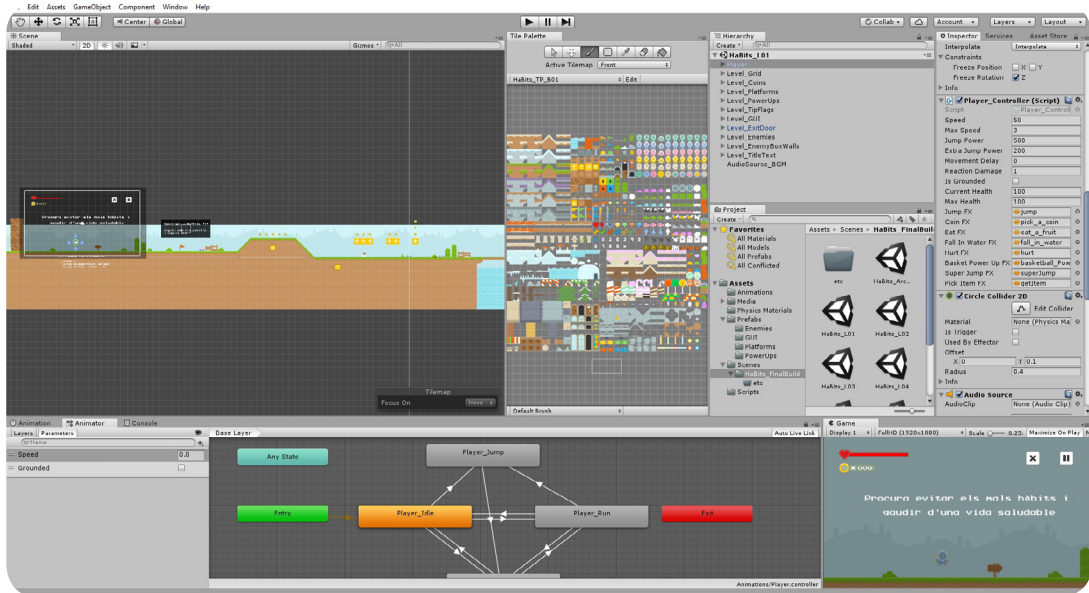 Edit Assets GameObject Component Window Help
Center Global
Collab Account Layers Layout
Scene
Shaded 2D Gizmos All
Tilemap
Focus On None
Tile Palette
Active Tilemap Front
HaBits_TP_B01 Edit
Default Brush
Hierarchy
Create All
HaBits_L01
Player
Level_Grid
Level_Coins
Level_Platforms
Level_PowerUps
Level_TipFlags
Level_GUI
Level_ExitDoor
Level_Enemies
Level_EnemyBoxWalls
Level_TitleText
AudioSource_BGM
Project
Create
Favorites
All Materials
All Models
All Prefabs
All Conflicted
Assets
Animations
Media
Physics Materials
Prefabs
Enemies
GUI
Platforms
PowerUps
Scenes
HaBits_FinalBuild
etc
Scripts
Assets Scenes HaBits_FinalBuil
etc HaBits_Arc...
HaBits_L01 HaBits_L02
HaBits_L03 HaBits_L04
Inspector Services Asset Store
Interpolate Interpolate
Constraints
Freeze Position X Y
Freeze Rotation Z
Info
Player_Controller (Script)
Script Player_Controll
Speed 50
Max Speed 3
Jump Power 500
Extra Jump Power 200
Movement Delay 0
Reaction Damage 1
Is Grounded
Current Health 100
Max Health 100
Jump FX jump
Coin FX pick_a_coin
Eat FX eat_a_fruit
Fall In Water FX fall_in_water
Hurt FX hurt
Basket Power Up FX basketball_Pow
Super Jump FX superJump
Pick Item FX getItem
Circle Collider 2D
Edit Collider
Material None (Physics Ma
Is Trigger
Used By Effector
Offset
X 0 Y 0.1
Radius 0.4
Info
Audio Source
AudioClip None (Audio Clip)
Animation Animator Console
Layers Parameters Base Layer Auto Live Link
Name
Speed 0.0
Grounded
Any State
Player_Jump
Entry
Player_Idle
Player_Run
Exit
Animations/Player.controller
Game
Display 1 FullHD (1920x1080) Scale 0.25: Maximize On Play
x000
Procura evitar els mals hàbits i
gaudir d'una vida saludable